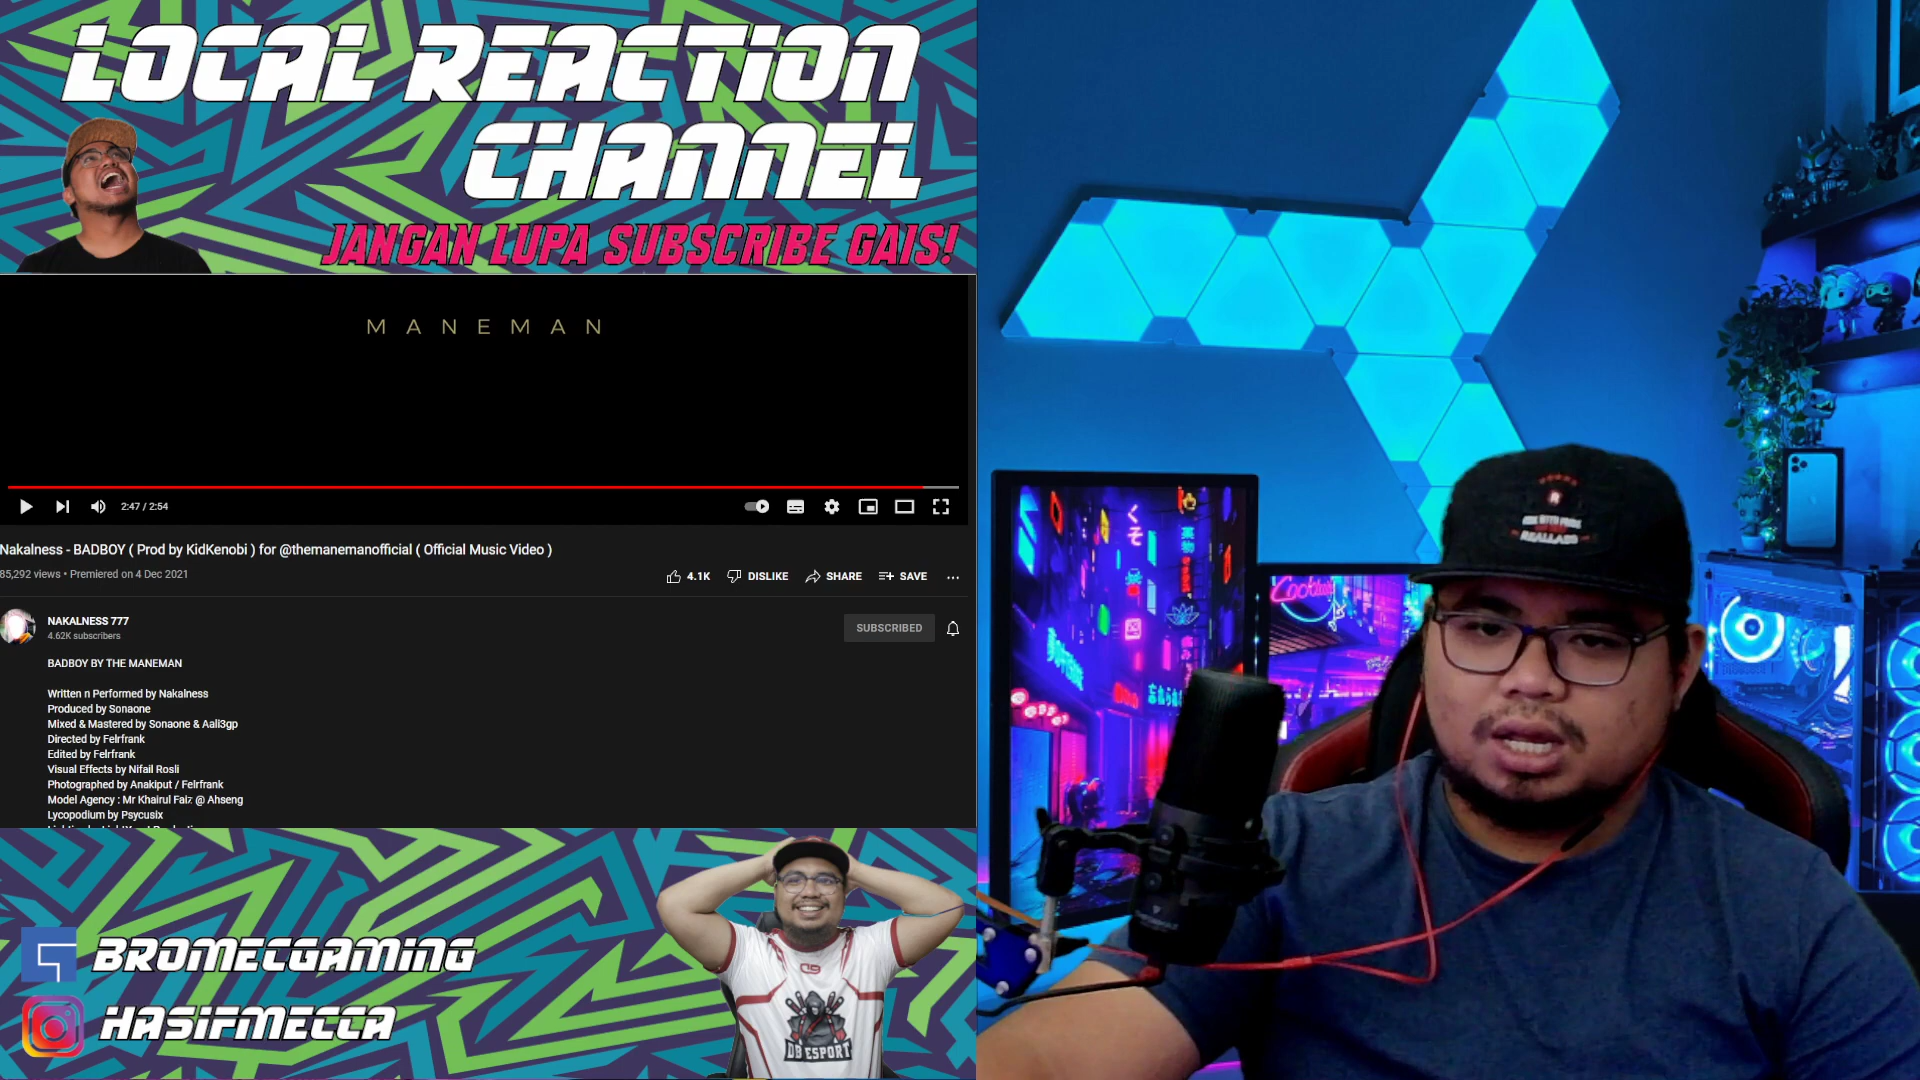 LOCAL REACTION
CHANNEL
JANGAN LUPA SUBSCRIBE GAIS!
MANEMAN
2:47 / 2:54
Nakalness - BADBOY ( Prod by KidKenobi ) for @themanemanofficial ( Official Music Video )
85,292 views • Premiered on 4 Dec 2021
4.1K DISLIKE SHARE SAVE
NAKALNESS 777
4.62K subscribers
SUBSCRIBED
BADBOY BY THE MANEMAN
Written n Performed by Nakalness
Produced by Sonaone
Mixed & Mastered by Sonaone & Aali3gp
Directed by Felrfrank
Edited by Felrfrank
Visual Effects by Nifail Rosli
Photographed by Anakiput / Felrfrank
Model Agency : Mr Khairul Faiz @ Ahseng
Lycopodium by Psycusix
BROMECGAMING
HASIFMECCA
DB ESPORT
くそ
R
REALLABS